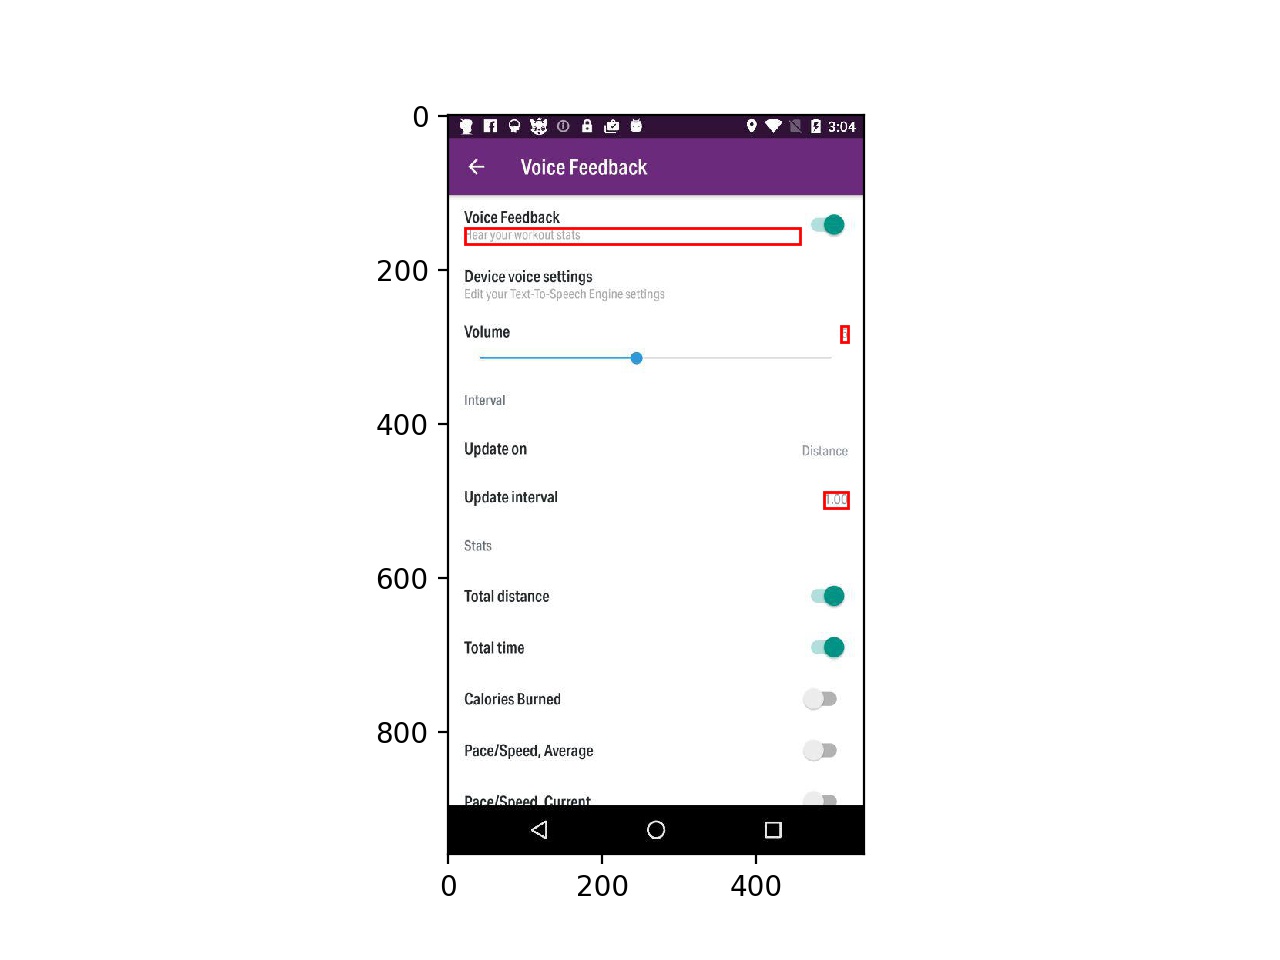 0
200
400
600
800
3:04
Voice Feedback
Voice Feedback
Hear your workout stats
Device voice settings
Edit your Text-To-Speech Engine settings
Volume
Interval
Update on Distance
Update interval 1.00
Stats
Total distance
Total time
Calories Burned
Pace/Speed, Average
Pace/Speed, Current
0 200 400